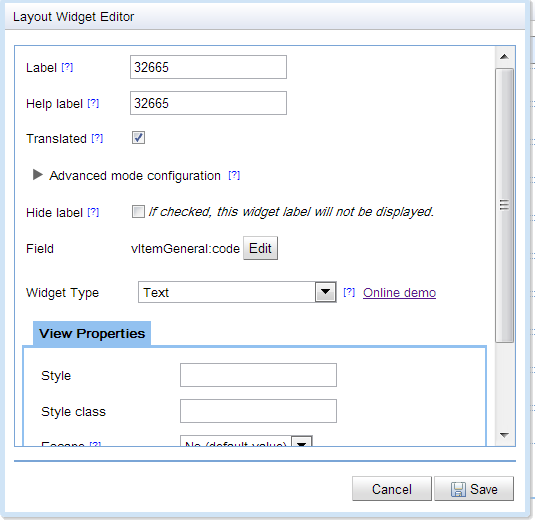 Layout Widget Editor
Label [?] 32665
Help label [?] 32665
Translated [?]
Advanced mode configuration [?]
Hide label [?] If checked, this widget label will not be displayed.
Field vItemGeneral:code Edit
Widget Type Text [?] Online demo
View Properties
Style
Style class
Escape [?] No (default value)
Cancel Save